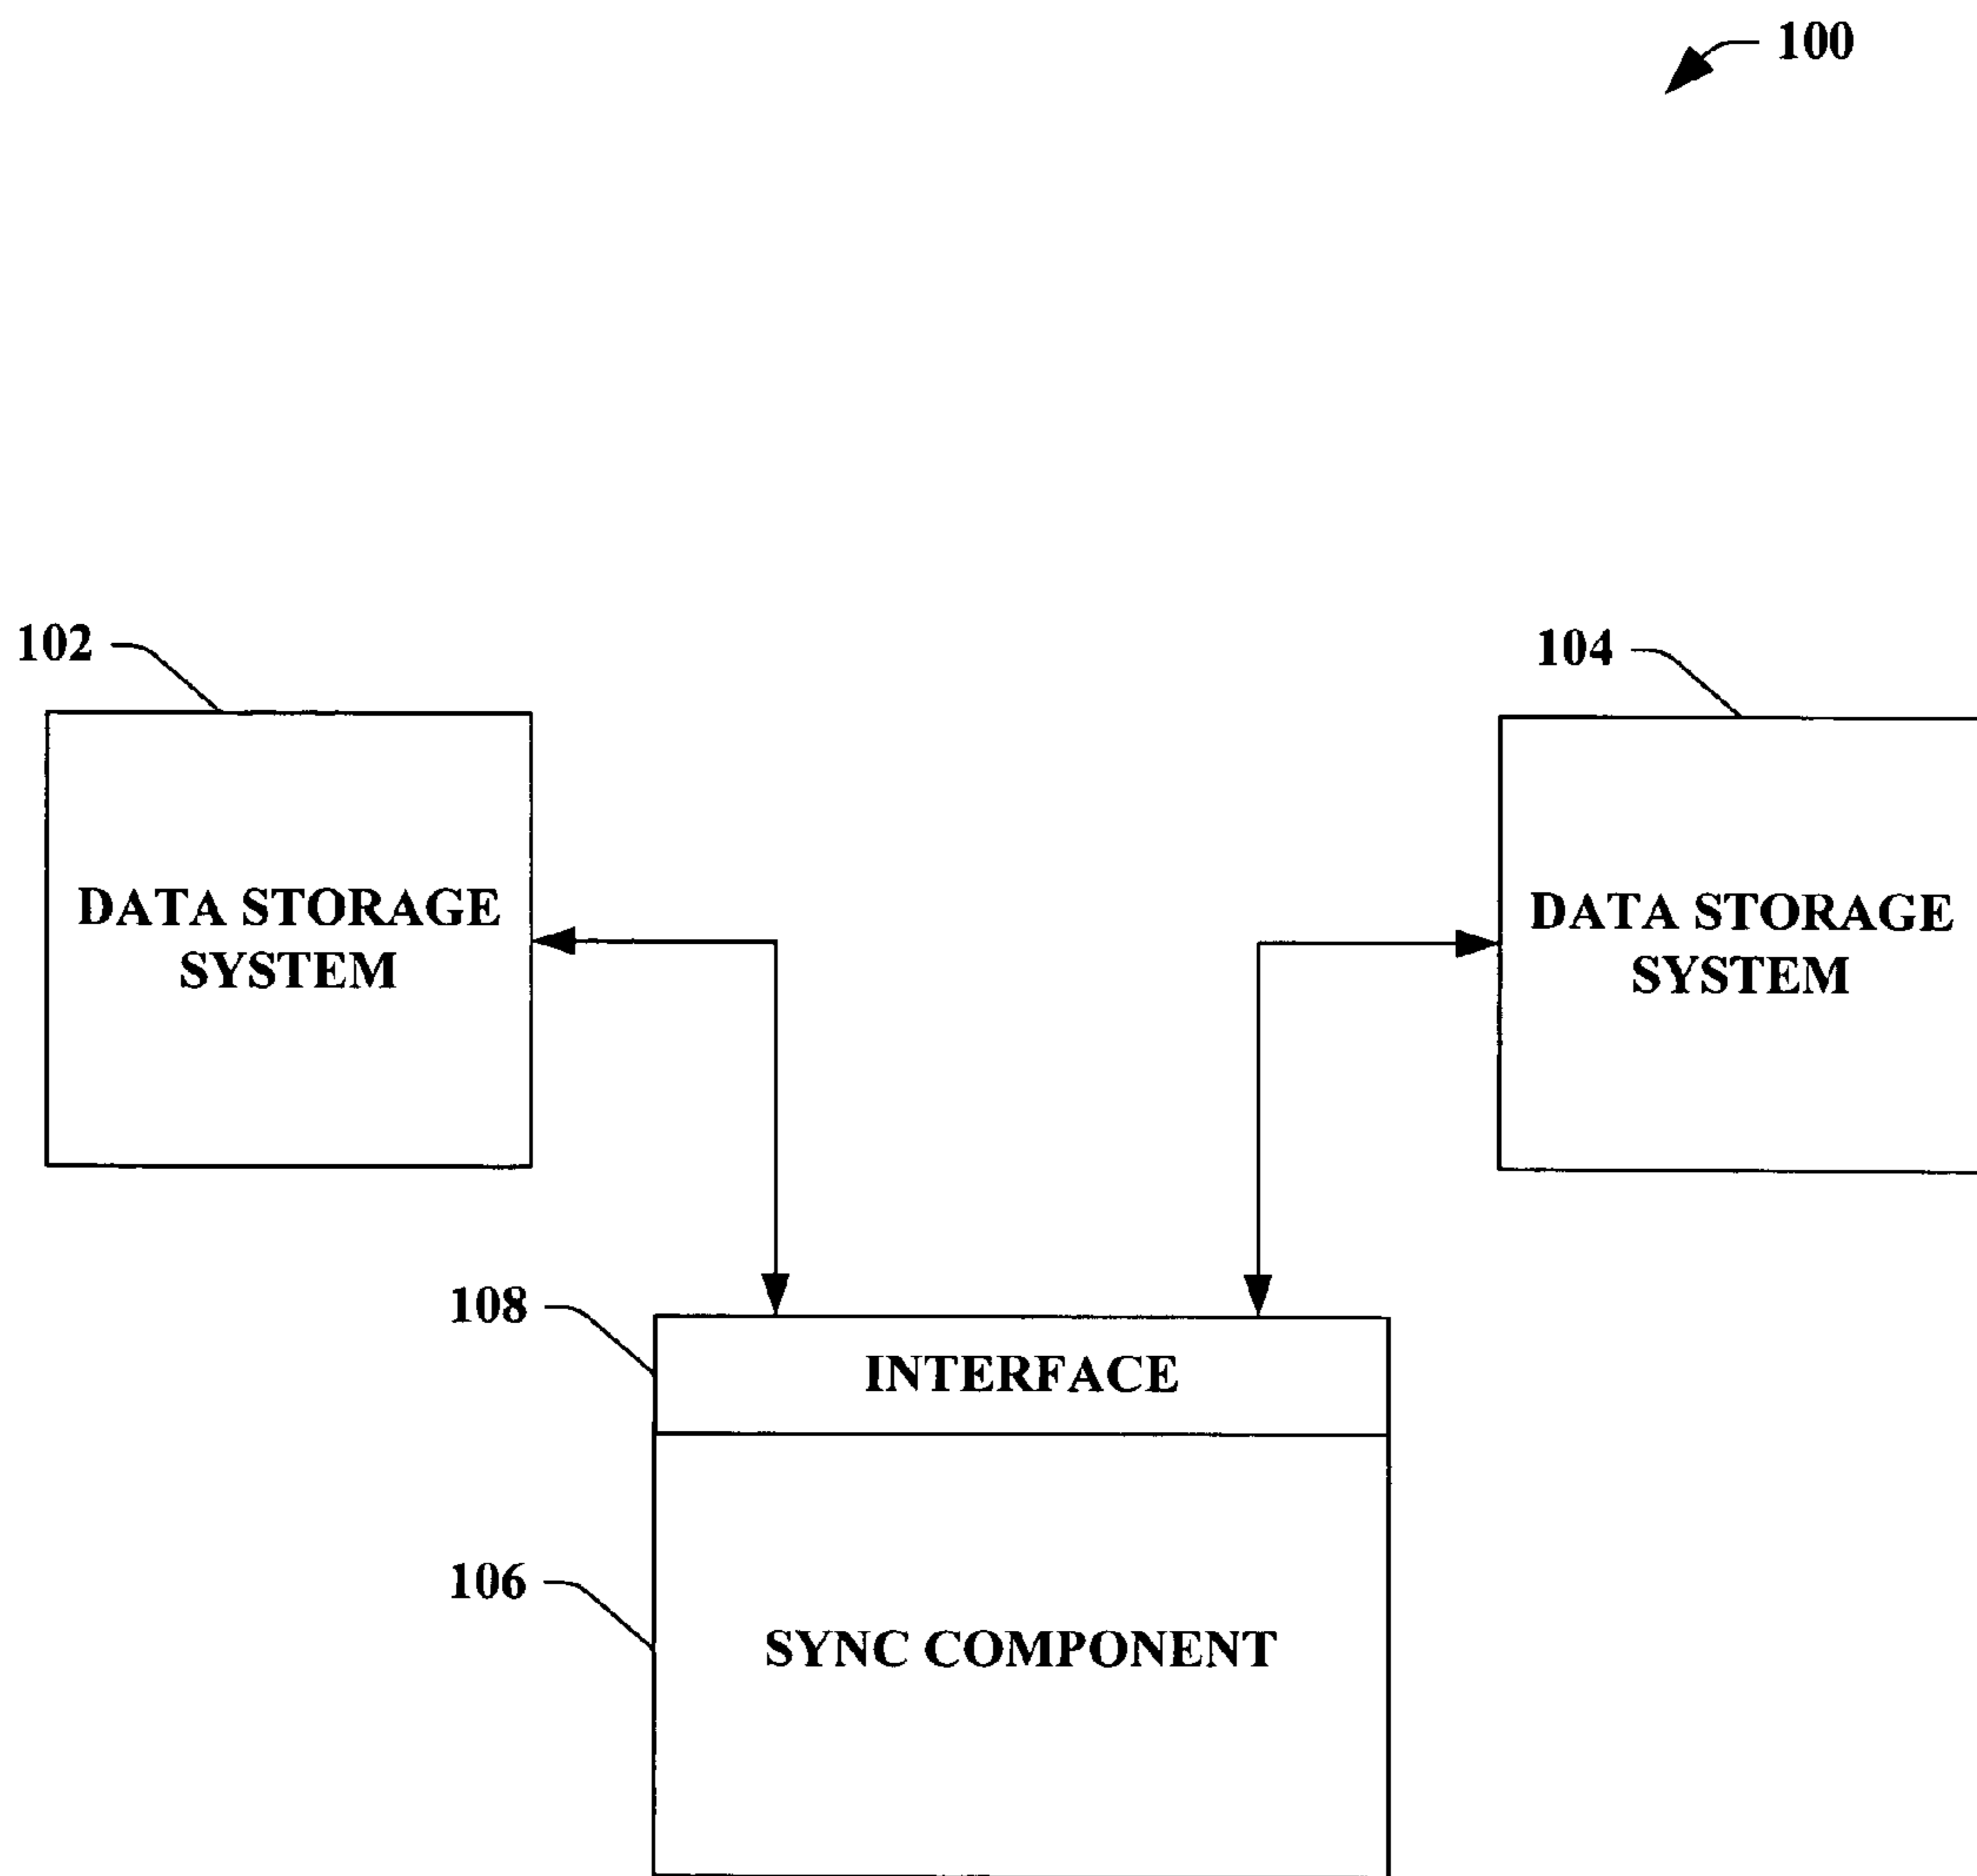 100
102
104
DATA STORAGE
SYSTEM
DATA STORAGE
SYSTEM
108
INTERFACE
106
SYNC COMPONENT